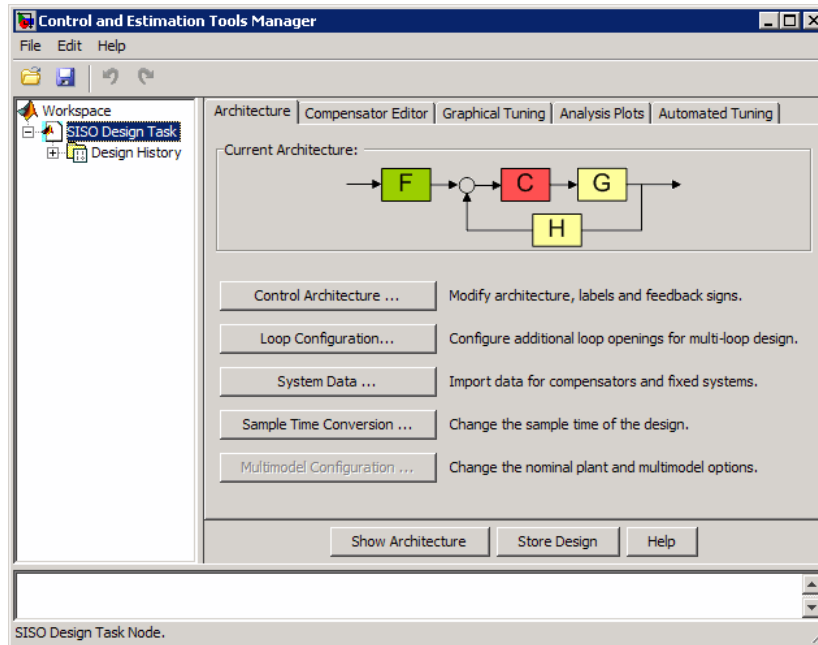 Control and Estimation Tools Manager
File Edit Help
Workspace
SISO Design Task
Design History
Architecture Compensator Editor Graphical Tuning Analysis Plots Automated Tuning
Current Architecture:
F C G
H
Control Architecture ... Modify architecture, labels and feedback signs.
Loop Configuration... Configure additional loop openings for multi-loop design.
System Data ... Import data for compensators and fixed systems.
Sample Time Conversion ... Change the sample time of the design.
Multimodel Configuration ... Change the nominal plant and multimodel options.
Show Architecture Store Design Help
SISO Design Task Node.